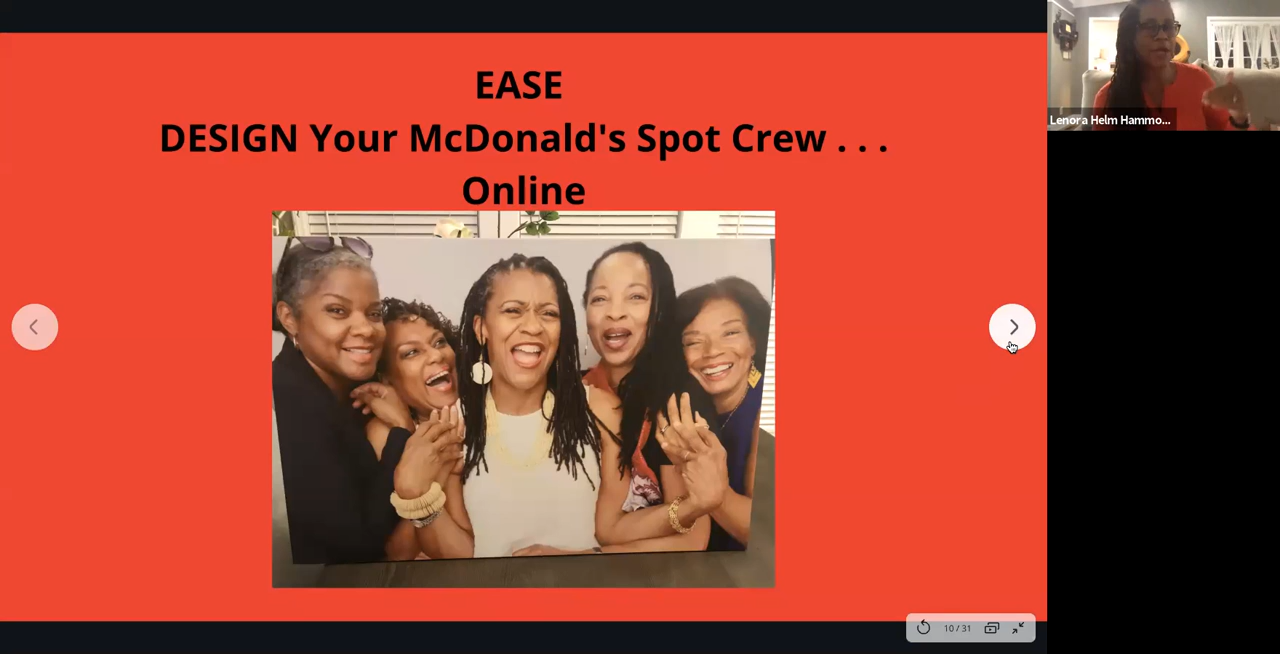 EASE
DESIGN Your McDonald's Spot Crew . . .
Online
Lenora Helm Hammo...
10 / 31